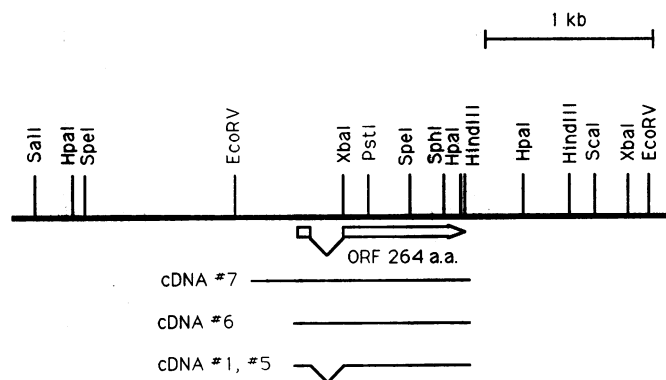 1 kb
SalI
HpaI
SpeI
EcoRV
XbaI
PstI
SpeI
SphI
HpaI
HindIII
HpaI
HindIII
ScaI
XbaI
EcoRV
ORF 264 a.a.
cDNA #7
cDNA #6
cDNA #1, #5